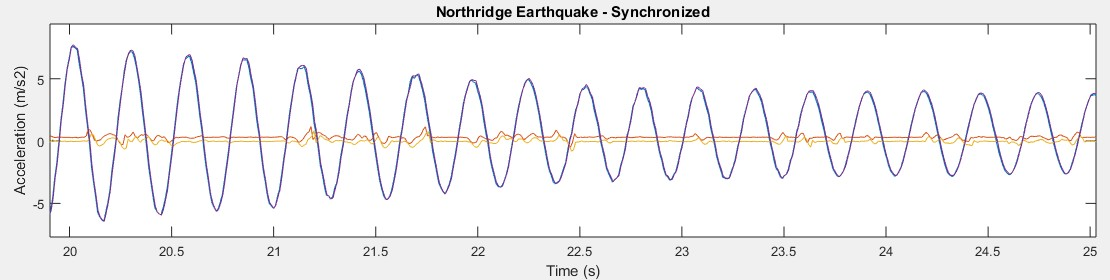 Northridge Earthquake - Synchronized
Acceleration (m/s2)
5
0
-5
20 20.5 21 21.5 22 22.5 23 23.5 24 24.5 25
Time (s)